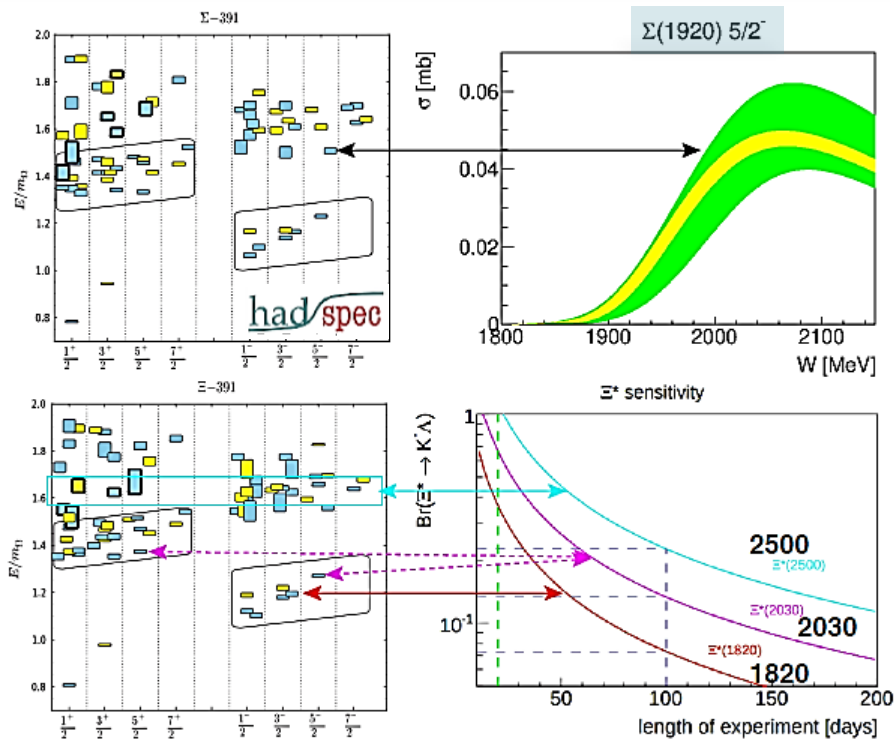 Σ−391
2.0
1.8
1.6
1.4
1.2
1.0
0.8
E/mΩ
had spec
1/2⁺ 3/2⁺ 5/2⁺ 7/2⁺ 1/2⁻ 3/2⁻ 5/2⁻ 7/2⁻
Σ(1920) 5/2⁻
σ [mb]
0.06
0.04
0.02
0
1800 1900 2000 2100
W [MeV]
Ξ−391
2.0
1.8
1.6
1.4
1.2
1.0
0.8
E/mΩ
1/2⁺ 3/2⁺ 5/2⁺ 7/2⁺ 1/2⁻ 3/2⁻ 5/2⁻ 7/2⁻
Ξ* sensitivity
Br(Ξ* → K⁻Λ)
1
10⁻¹
2500
Ξ*(2500)
Ξ*(2030)
2030
Ξ*(1820)
1820
50 100 150 200
length of experiment [days]